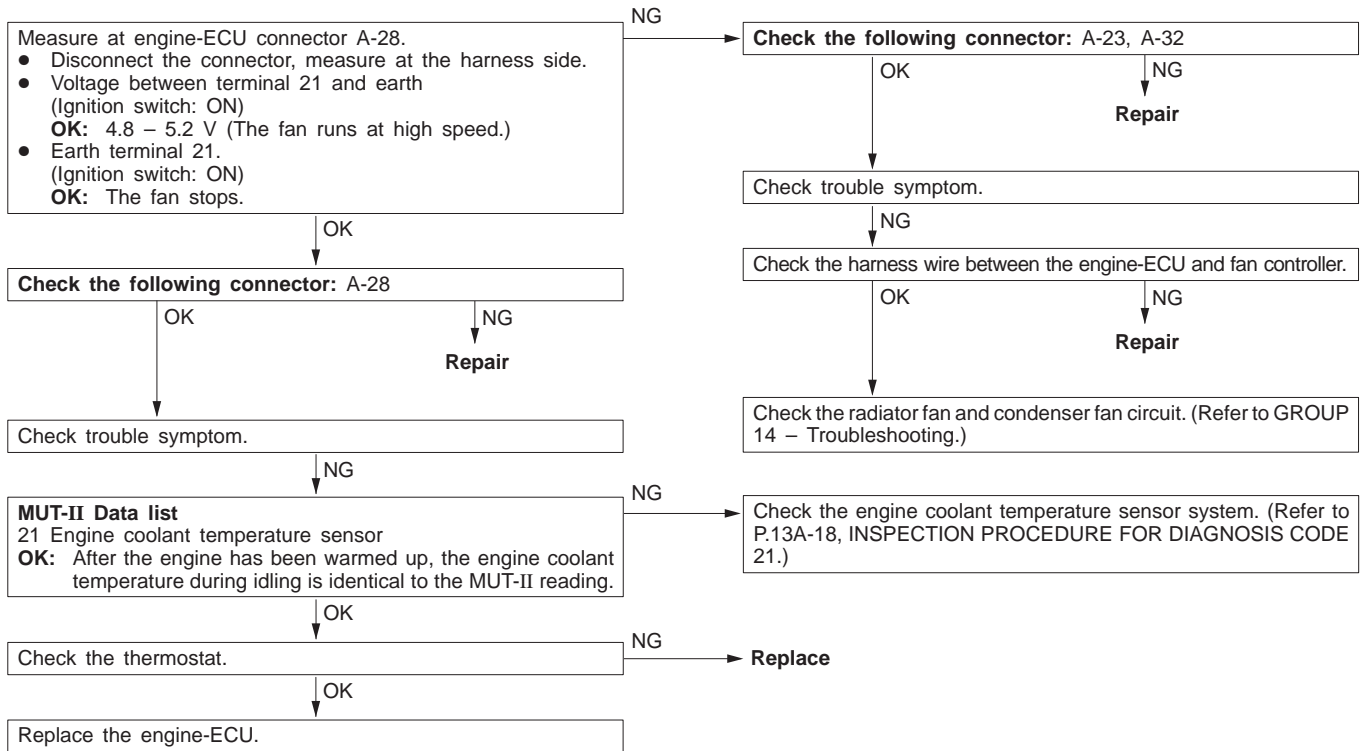 Measure at engine-ECU connector A-28.
● Disconnect the connector, measure at the harness side.
● Voltage between terminal 21 and earth
(Ignition switch: ON)
OK: 4.8 – 5.2 V (The fan runs at high speed.)
● Earth terminal 21.
(Ignition switch: ON)
OK: The fan stops.
OK
Check the following connector: A-28
OK
NG
Repair
Check trouble symptom.
NG
MUT-II Data list
21 Engine coolant temperature sensor
OK: After the engine has been warmed up, the engine coolant
temperature during idling is identical to the MUT-II reading.
OK
Check the thermostat.
OK
Replace the engine-ECU.
NG
Check the following connector: A-23, A-32
OK
NG
Repair
Check trouble symptom.
NG
Check the harness wire between the engine-ECU and fan controller.
OK
NG
Repair
Check the radiator fan and condenser fan circuit. (Refer to GROUP
14 – Troubleshooting.)
NG
Check the engine coolant temperature sensor system. (Refer to
P.13A-18, INSPECTION PROCEDURE FOR DIAGNOSIS CODE
21.)
NG
Replace